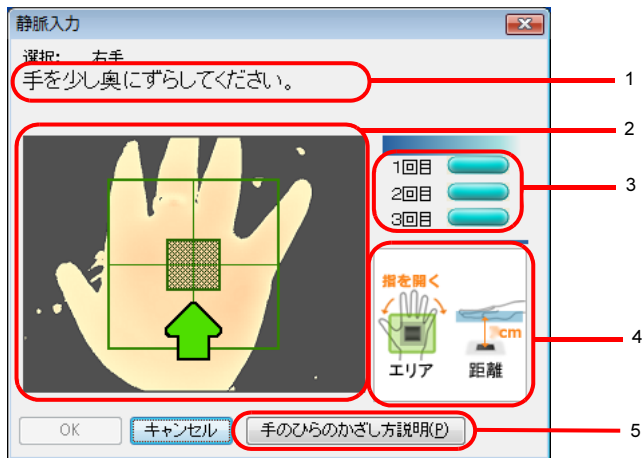 静脈入力
選択: 右手
手を少し奥にずらしてください。
1
2
1回目
2回目
3回目
3
指を開く
cm
エリア 距離
4
OK キャンセル 手のひらのかざし方説明(P)
5